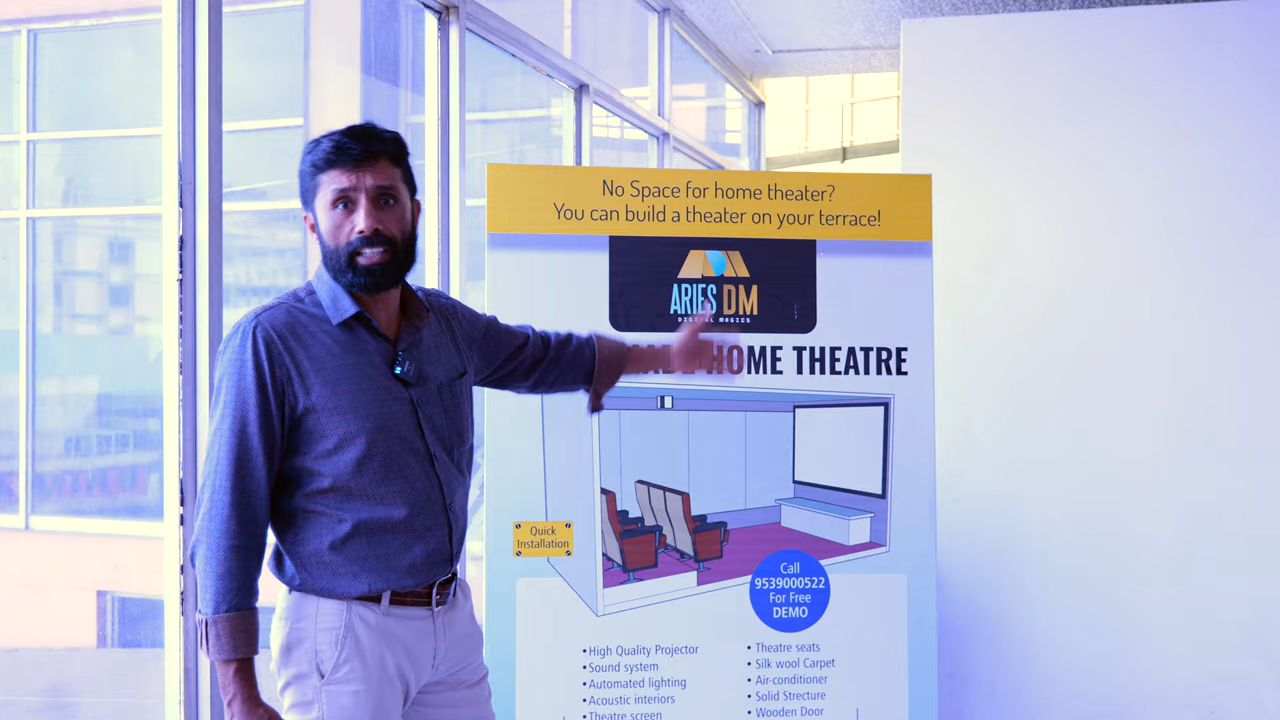 No Space for home theater?
You can build a theater on your terrace!
ARIES DM
DIGITAL MAGICS
HOME THEATRE
Quick
Installation
Call
9539000522
For Free
DEMO
•High Quality Projector
•Sound system
•Automated lighting
•Acoustic interiors
•Theatre screen
• Theatre seats
• Silk wool Carpet
• Air-conditioner
• Solid Strecture
• Wooden Door